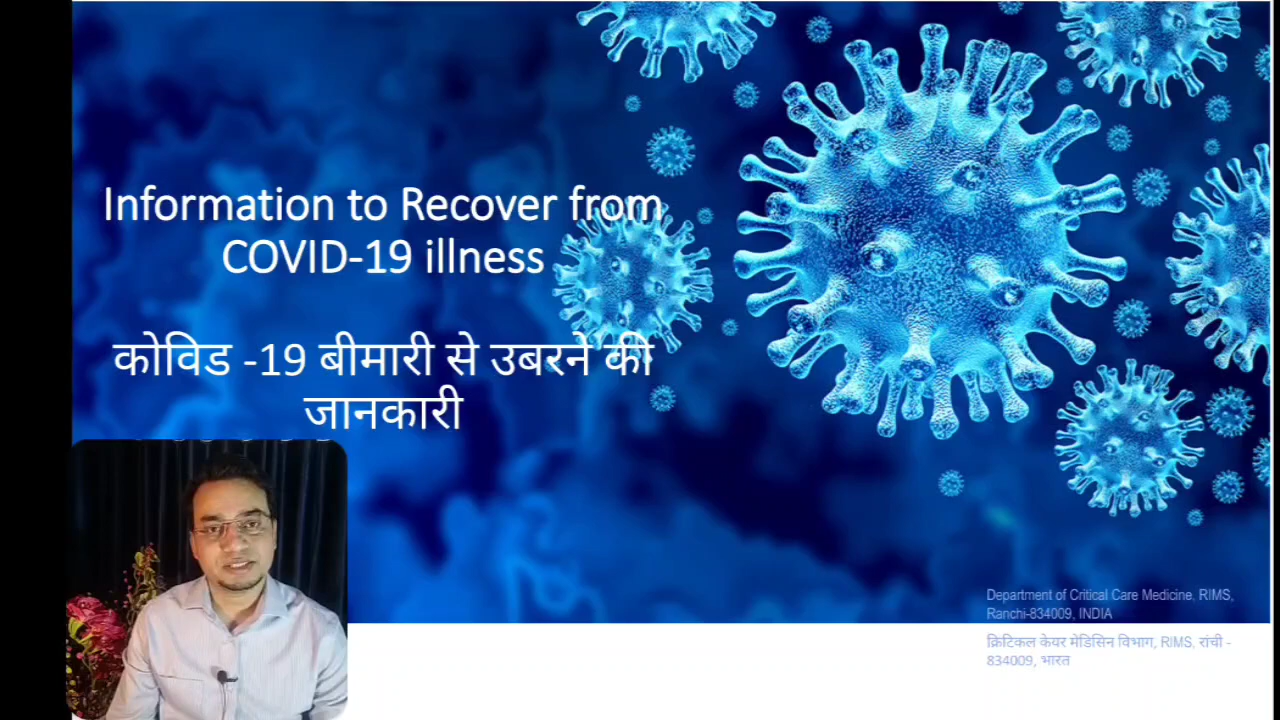 Information to Recover from
COVID-19 illness
कोविड -19 बीमारी से उबरने की
जानकारी
Department of Critical Care Medicine, RIMS,
Ranchi-834009, INDIA
क्रिटिकल केयर मेडिसिन विभाग, RIMS, रांची -
834009, भारत